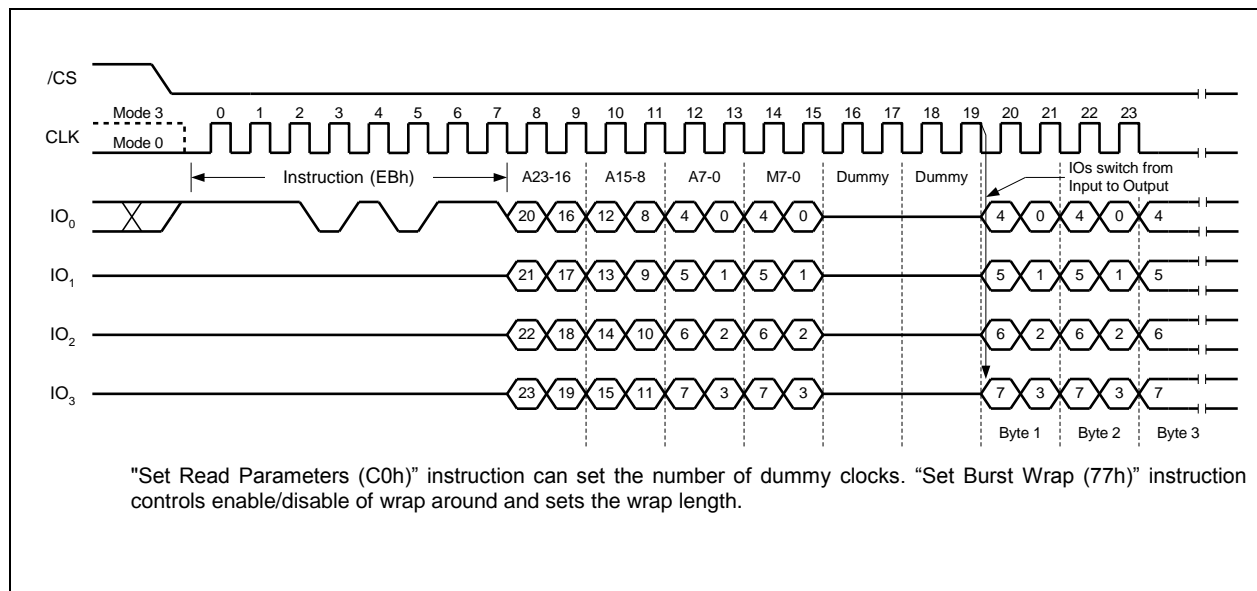 /CS
Mode 3
0 1 2 3 4 5 6 7 8 9 10 11 12 13 14 15 16 17 18 19 20 21 22 23
CLK
Mode 0
Instruction (EBh) A23-16 A15-8 A7-0 M7-0 Dummy Dummy
IOs switch from
Input to Output
IO0 20 16 12 8 4 0 4 0 4 0 4 0 4
IO1 21 17 13 9 5 1 5 1 5 1 5 1 5
IO2 22 18 14 10 6 2 6 2 6 2 6 2 6
IO3 23 19 15 11 7 3 7 3 7 3 7 3 7
Byte 1 Byte 2 Byte 3
"Set Read Parameters (C0h)” instruction can set the number of dummy clocks. “Set Burst Wrap (77h)” instruction
controls enable/disable of wrap around and sets the wrap length.